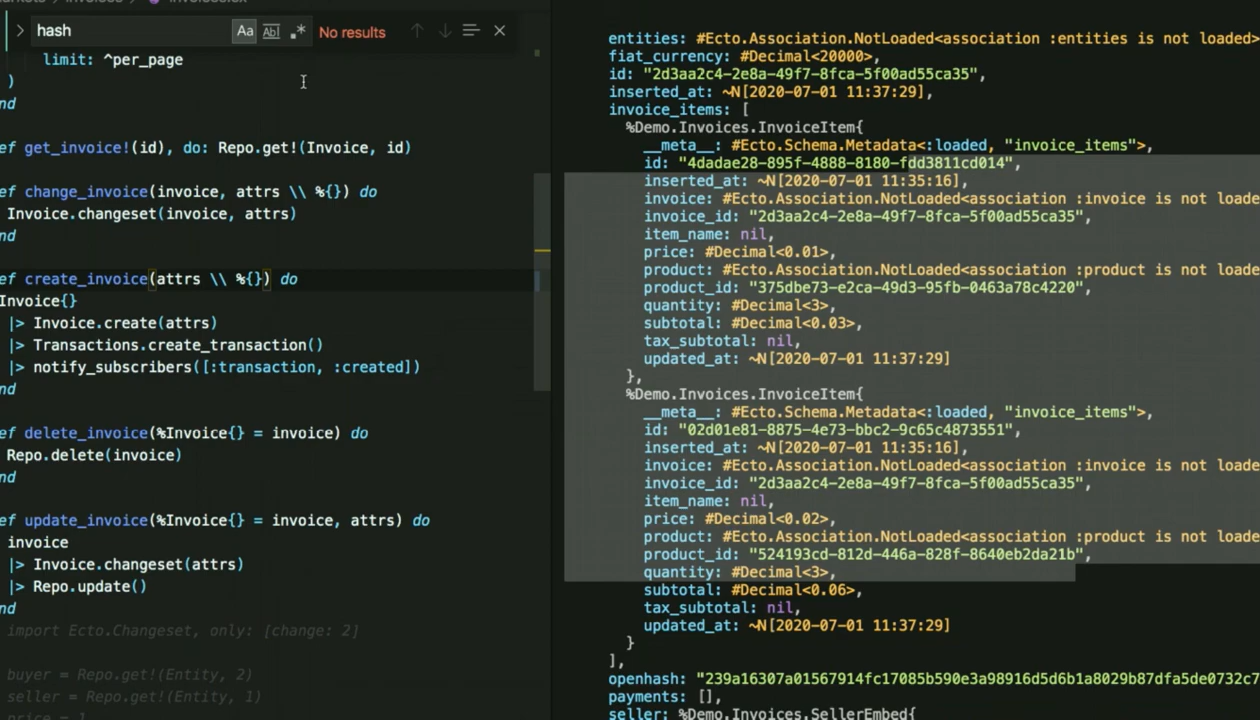 hash
Aa
Abl
.*
No results
limit: ^per_page
)
nd
ef get_invoice!(id), do: Repo.get!(Invoice, id)
ef change_invoice(invoice, attrs \\ %{}) do
Invoice.changeset(invoice, attrs)
nd
ef create_invoice(attrs \\ %{}) do
Invoice{}
|> Invoice.create(attrs)
|> Transactions.create_transaction()
|> notify_subscribers([:transaction, :created])
nd
ef delete_invoice(%Invoice{} = invoice) do
Repo.delete(invoice)
nd
ef update_invoice(%Invoice{} = invoice, attrs) do
invoice
|> Invoice.changeset(attrs)
|> Repo.update()
nd
import Ecto.Changeset, only: [change: 2]
buyer = Repo.get!(Entity, 2)
seller = Repo.get!(Entity, 1)
price = 1
entities: #Ecto.Association.NotLoaded<association :entities is not loaded>
fiat_currency: #Decimal<20000>,
id: "2d3aa2c4-2e8a-49f7-8fca-5f00ad55ca35",
inserted_at: ~N[2020-07-01 11:37:29],
invoice_items: [
%Demo.Invoices.InvoiceItem{
__meta__: #Ecto.Schema.Metadata<:loaded, "invoice_items">,
id: "4dadae28-895f-4888-8180-fdd3811cd014",
inserted_at: ~N[2020-07-01 11:35:16],
invoice: #Ecto.Association.NotLoaded<association :invoice is not loade
invoice_id: "2d3aa2c4-2e8a-49f7-8fca-5f00ad55ca35",
item_name: nil,
price: #Decimal<0.01>,
product: #Ecto.Association.NotLoaded<association :product is not loade
product_id: "375dbe73-e2ca-49d3-95fb-0463a78c4220",
quantity: #Decimal<3>,
subtotal: #Decimal<0.03>,
tax_subtotal: nil,
updated_at: ~N[2020-07-01 11:37:29]
},
%Demo.Invoices.InvoiceItem{
__meta__: #Ecto.Schema.Metadata<:loaded, "invoice_items">,
id: "02d01e81-8875-4e73-bbc2-9c65c4873551",
inserted_at: ~N[2020-07-01 11:35:16],
invoice: #Ecto.Association.NotLoaded<association :invoice is not loade
invoice_id: "2d3aa2c4-2e8a-49f7-8fca-5f00ad55ca35",
item_name: nil,
price: #Decimal<0.02>,
product: #Ecto.Association.NotLoaded<association :product is not loade
product_id: "524193cd-812d-446a-828f-8640eb2da21b",
quantity: #Decimal<3>,
subtotal: #Decimal<0.06>,
tax_subtotal: nil,
updated_at: ~N[2020-07-01 11:37:29]
}
],
openhash: "239a16307a01567914fc17085b590e3a98916d5d6b1a8029b87dfa5de0732c7
payments: [],
seller: %Demo.Invoices.SellerEmbed{